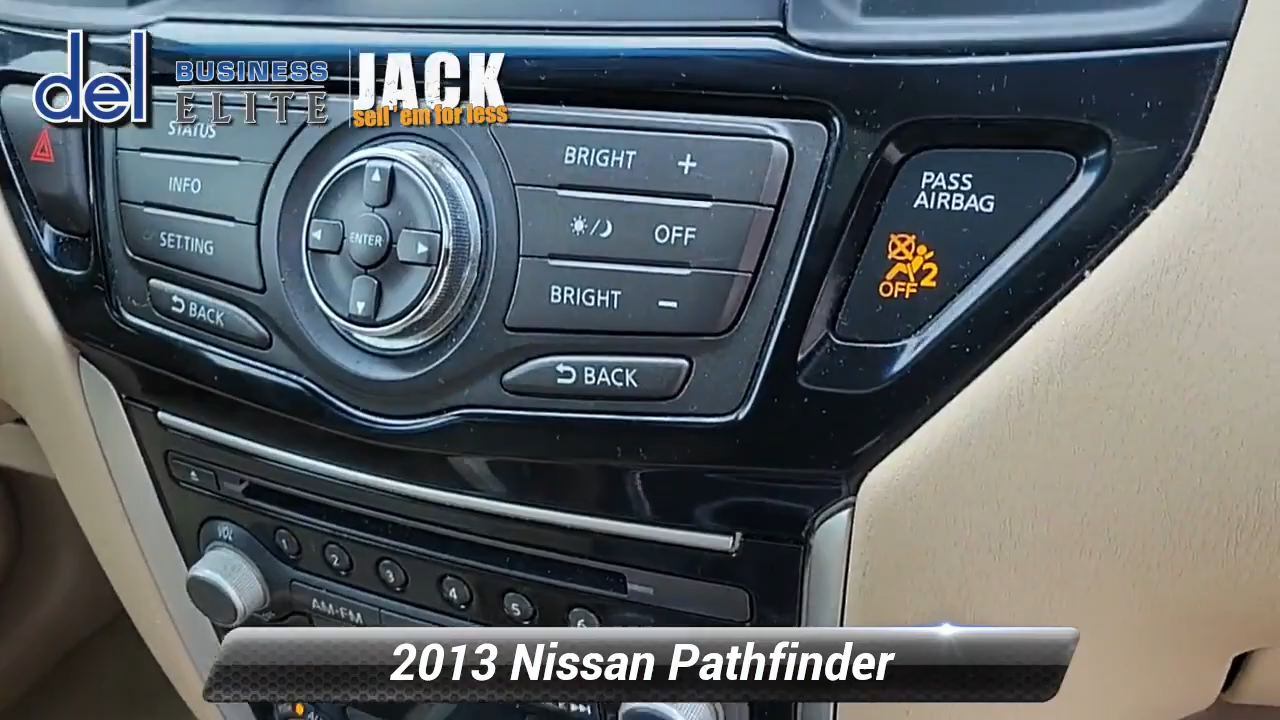 del BUSINESS ELITE JACK
sell 'em for less
STATUS
INFO
SETTING
BACK
ENTER
BRIGHT +
OFF
BRIGHT −
BACK
PASS
AIRBAG
2
OFF
VOL
1 2 3 4 5 6
AM·FM
2013 Nissan Pathfinder